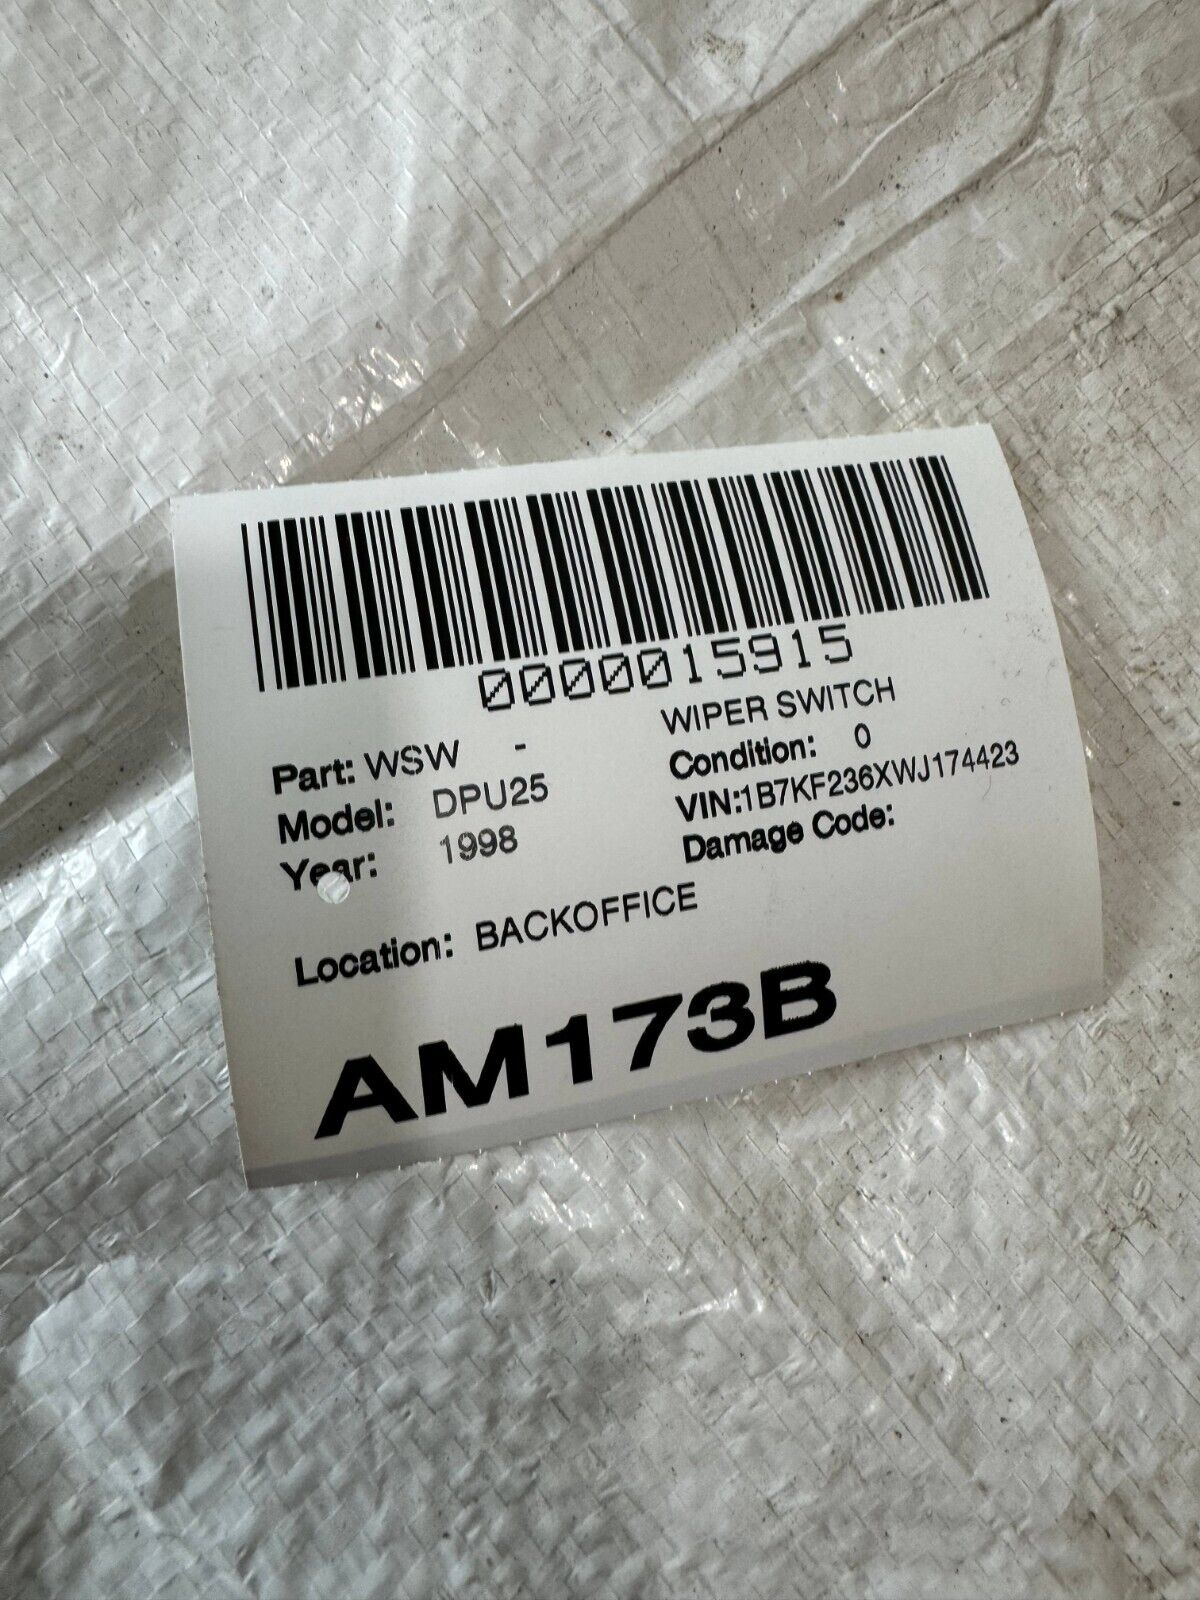 0000015915
WIPER SWITCH
Part: WSW -
Condition: 0
Model: DPU25
VIN:1B7KF236XWJ174423
Year: 1998
Damage Code:
Location: BACKOFFICE
AM173B